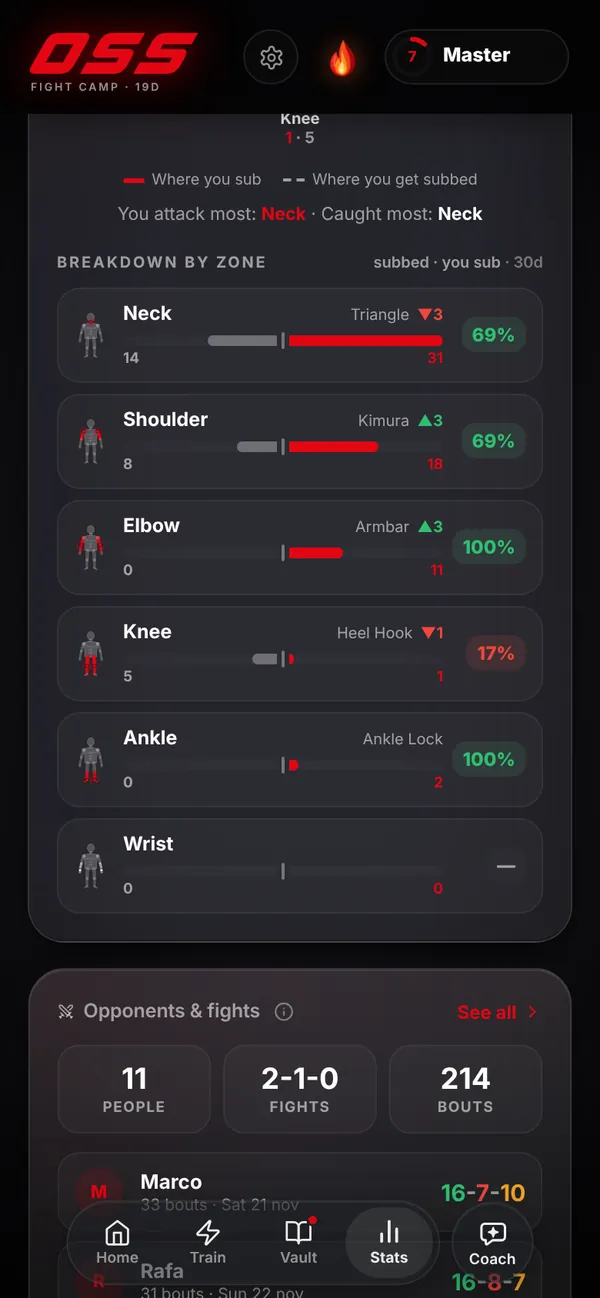 OSS
FIGHT CAMP · 19D
7 Master
Knee
1 · 5
Where you sub Where you get subbed
You attack most: Neck · Caught most: Neck
BREAKDOWN BY ZONE subbed · you sub · 30d
Neck Triangle ▼3
69%
14 31
Shoulder Kimura ▲3
69%
8 18
Elbow Armbar ▲3
100%
0 11
Knee Heel Hook ▼1
17%
5 1
Ankle Ankle Lock
100%
0 2
Wrist
—
0 0
Opponents & fights See all >
11 2-1-0 214
PEOPLE FIGHTS BOUTS
M Marco 16-7-10
33 bouts · Sat 21 nov
Home Train Vault Stats Coach
R Rafa 16-8-7
31 bouts · Sun 22 nov